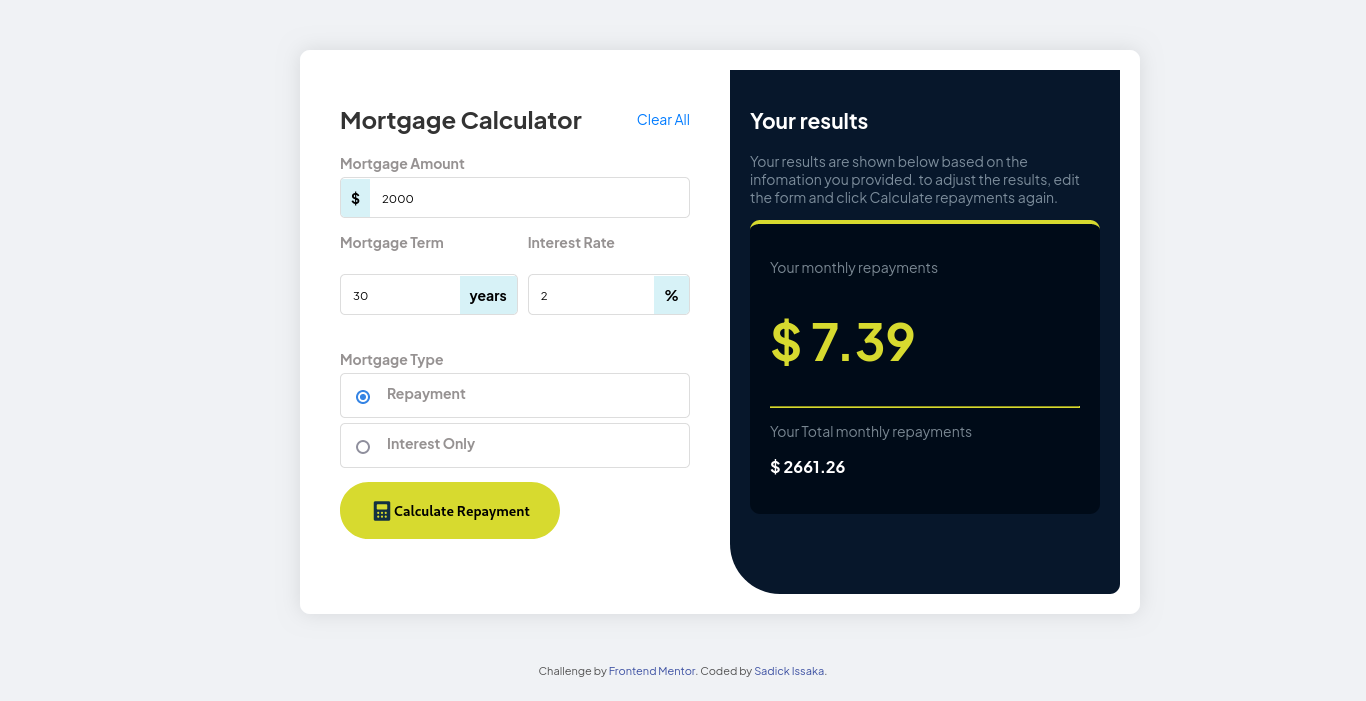 Mortgage Calculator
Clear All
Mortgage Amount
$ 2000
Mortgage Term
Interest Rate
30 years
2 %
Mortgage Type
Repayment
Interest Only
Calculate Repayment
Your results
Your results are shown below based on the
infomation you provided. to adjust the results, edit
the form and click Calculate repayments again.
Your monthly repayments
$ 7.39
Your Total monthly repayments
$ 2661.26
Challenge by Frontend Mentor. Coded by Sadick Issaka.